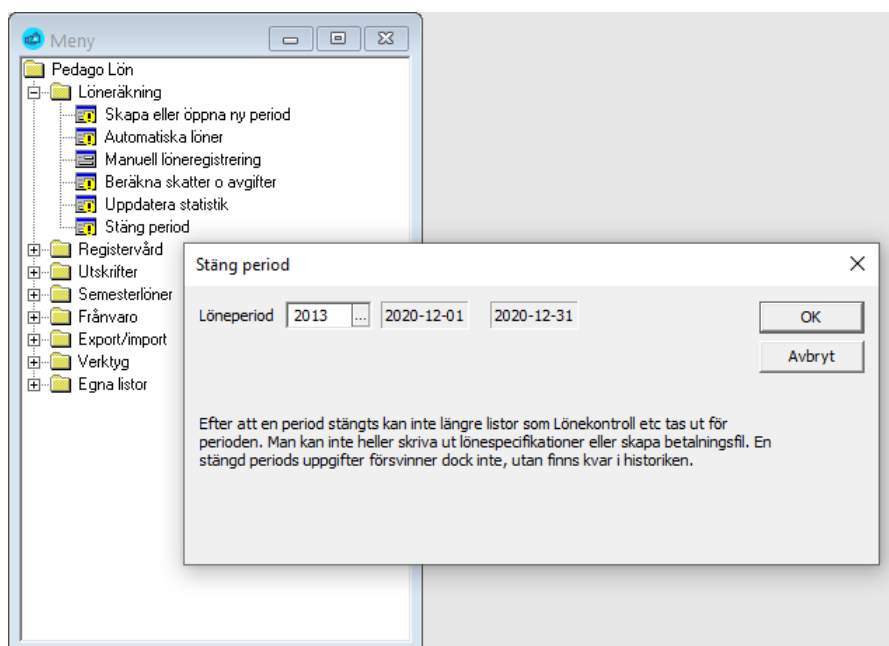 Meny
Pedago Lön
Löneräkning
Skapa eller öppna ny period
Automatiska löner
Manuell löneregistrering
Beräkna skatter o avgifter
Uppdatera statistik
Stäng period
Registervård
Utskrifter
Semesterlöner
Frånvaro
Export/import
Verktyg
Egna listor
Stäng period
Löneperiod 2013 ... 2020-12-01 2020-12-31
OK
Avbryt
Efter att en period stängts kan inte längre listor som Lönekontroll etc tas ut för
perioden. Man kan inte heller skriva ut lönespecifikationer eller skapa betalningsfil. En
stängd periods uppgifter försvinner dock inte, utan finns kvar i historiken.